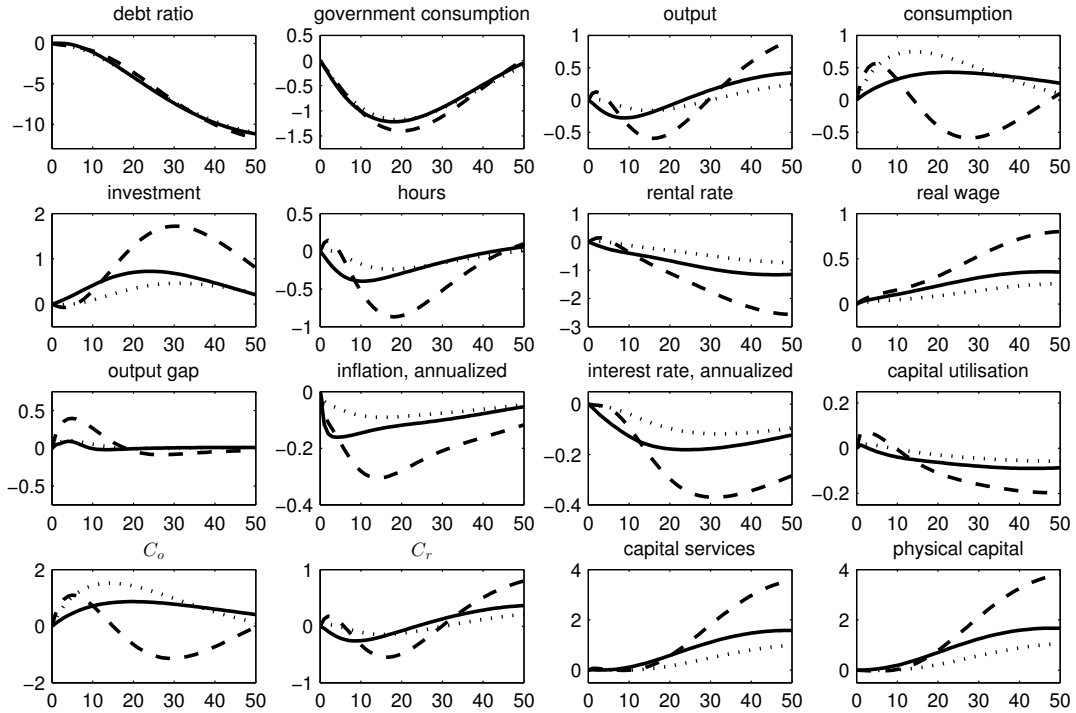 debt ratio
0
−5
−10
0 10 20 30 40 50
government consumption
0.5
0
−0.5
−1
−1.5
0 10 20 30 40 50
output
1
0.5
0
−0.5
0 10 20 30 40 50
consumption
1
0.5
0
−0.5
0 10 20 30 40 50
investment
2
1
0
0 10 20 30 40 50
hours
0.5
0
−0.5
−1
0 10 20 30 40 50
rental rate
1
0
−1
−2
−3
0 10 20 30 40 50
real wage
1
0.5
0
0 10 20 30 40 50
output gap
0.5
0
−0.5
0 10 20 30 40 50
inflation, annualized
0
−0.2
−0.4
0 10 20 30 40 50
interest rate, annualized
0
−0.2
−0.4
0 10 20 30 40 50
capital utilisation
0.2
0
−0.2
0 10 20 30 40 50
C_o
2
0
−2
0 10 20 30 40 50
C_r
1
0
−1
0 10 20 30 40 50
capital services
4
2
0
0 10 20 30 40 50
physical capital
4
2
0
0 10 20 30 40 50